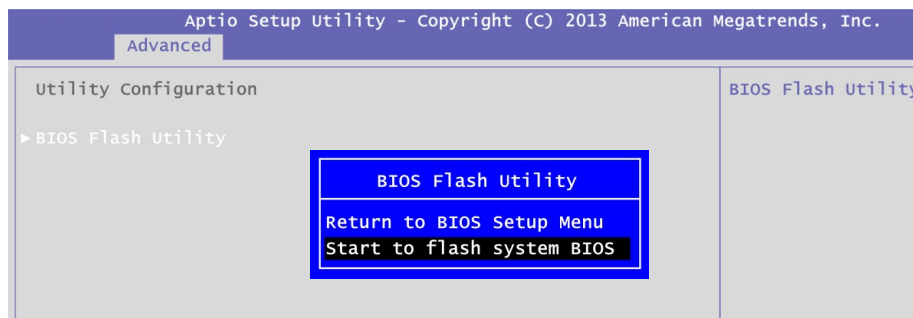 Aptio Setup Utility - Copyright (C) 2013 American Megatrends, Inc.
Advanced
Utility Configuration
BIOS Flash Utility
▶ BIOS Flash Utility
BIOS Flash Utility
Return to BIOS Setup Menu
Start to flash system BIOS